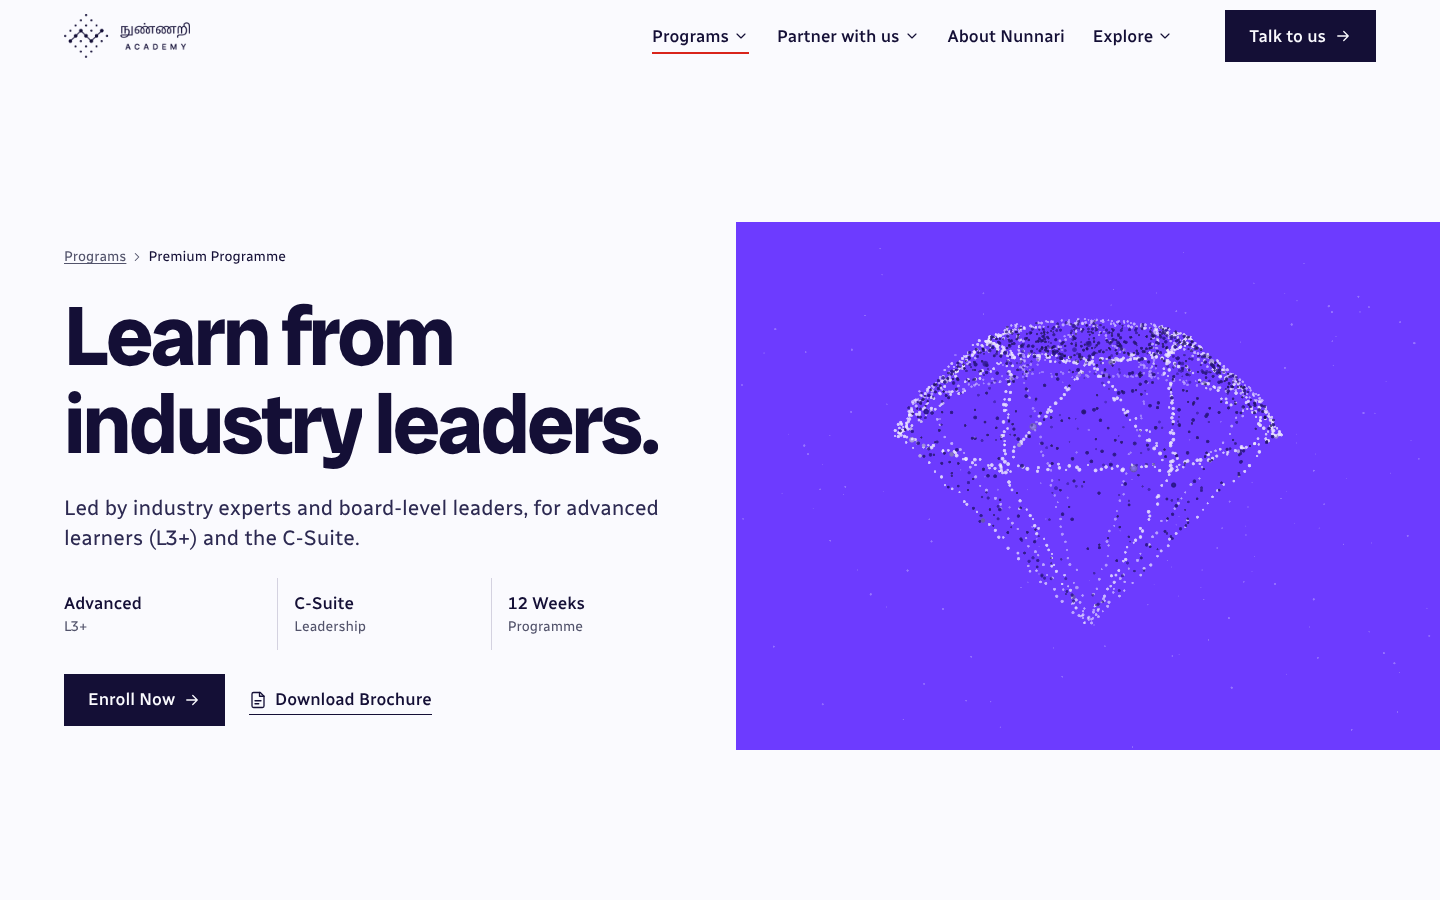 நுண்ணறி
ACADEMY
Programs
Partner with us
About Nunnari
Explore
Talk to us
Programs > Premium Programme
Learn from
industry leaders.
Led by industry experts and board-level leaders, for advanced
learners (L3+) and the C-Suite.
Advanced
L3+
C-Suite
Leadership
12 Weeks
Programme
Enroll Now
Download Brochure